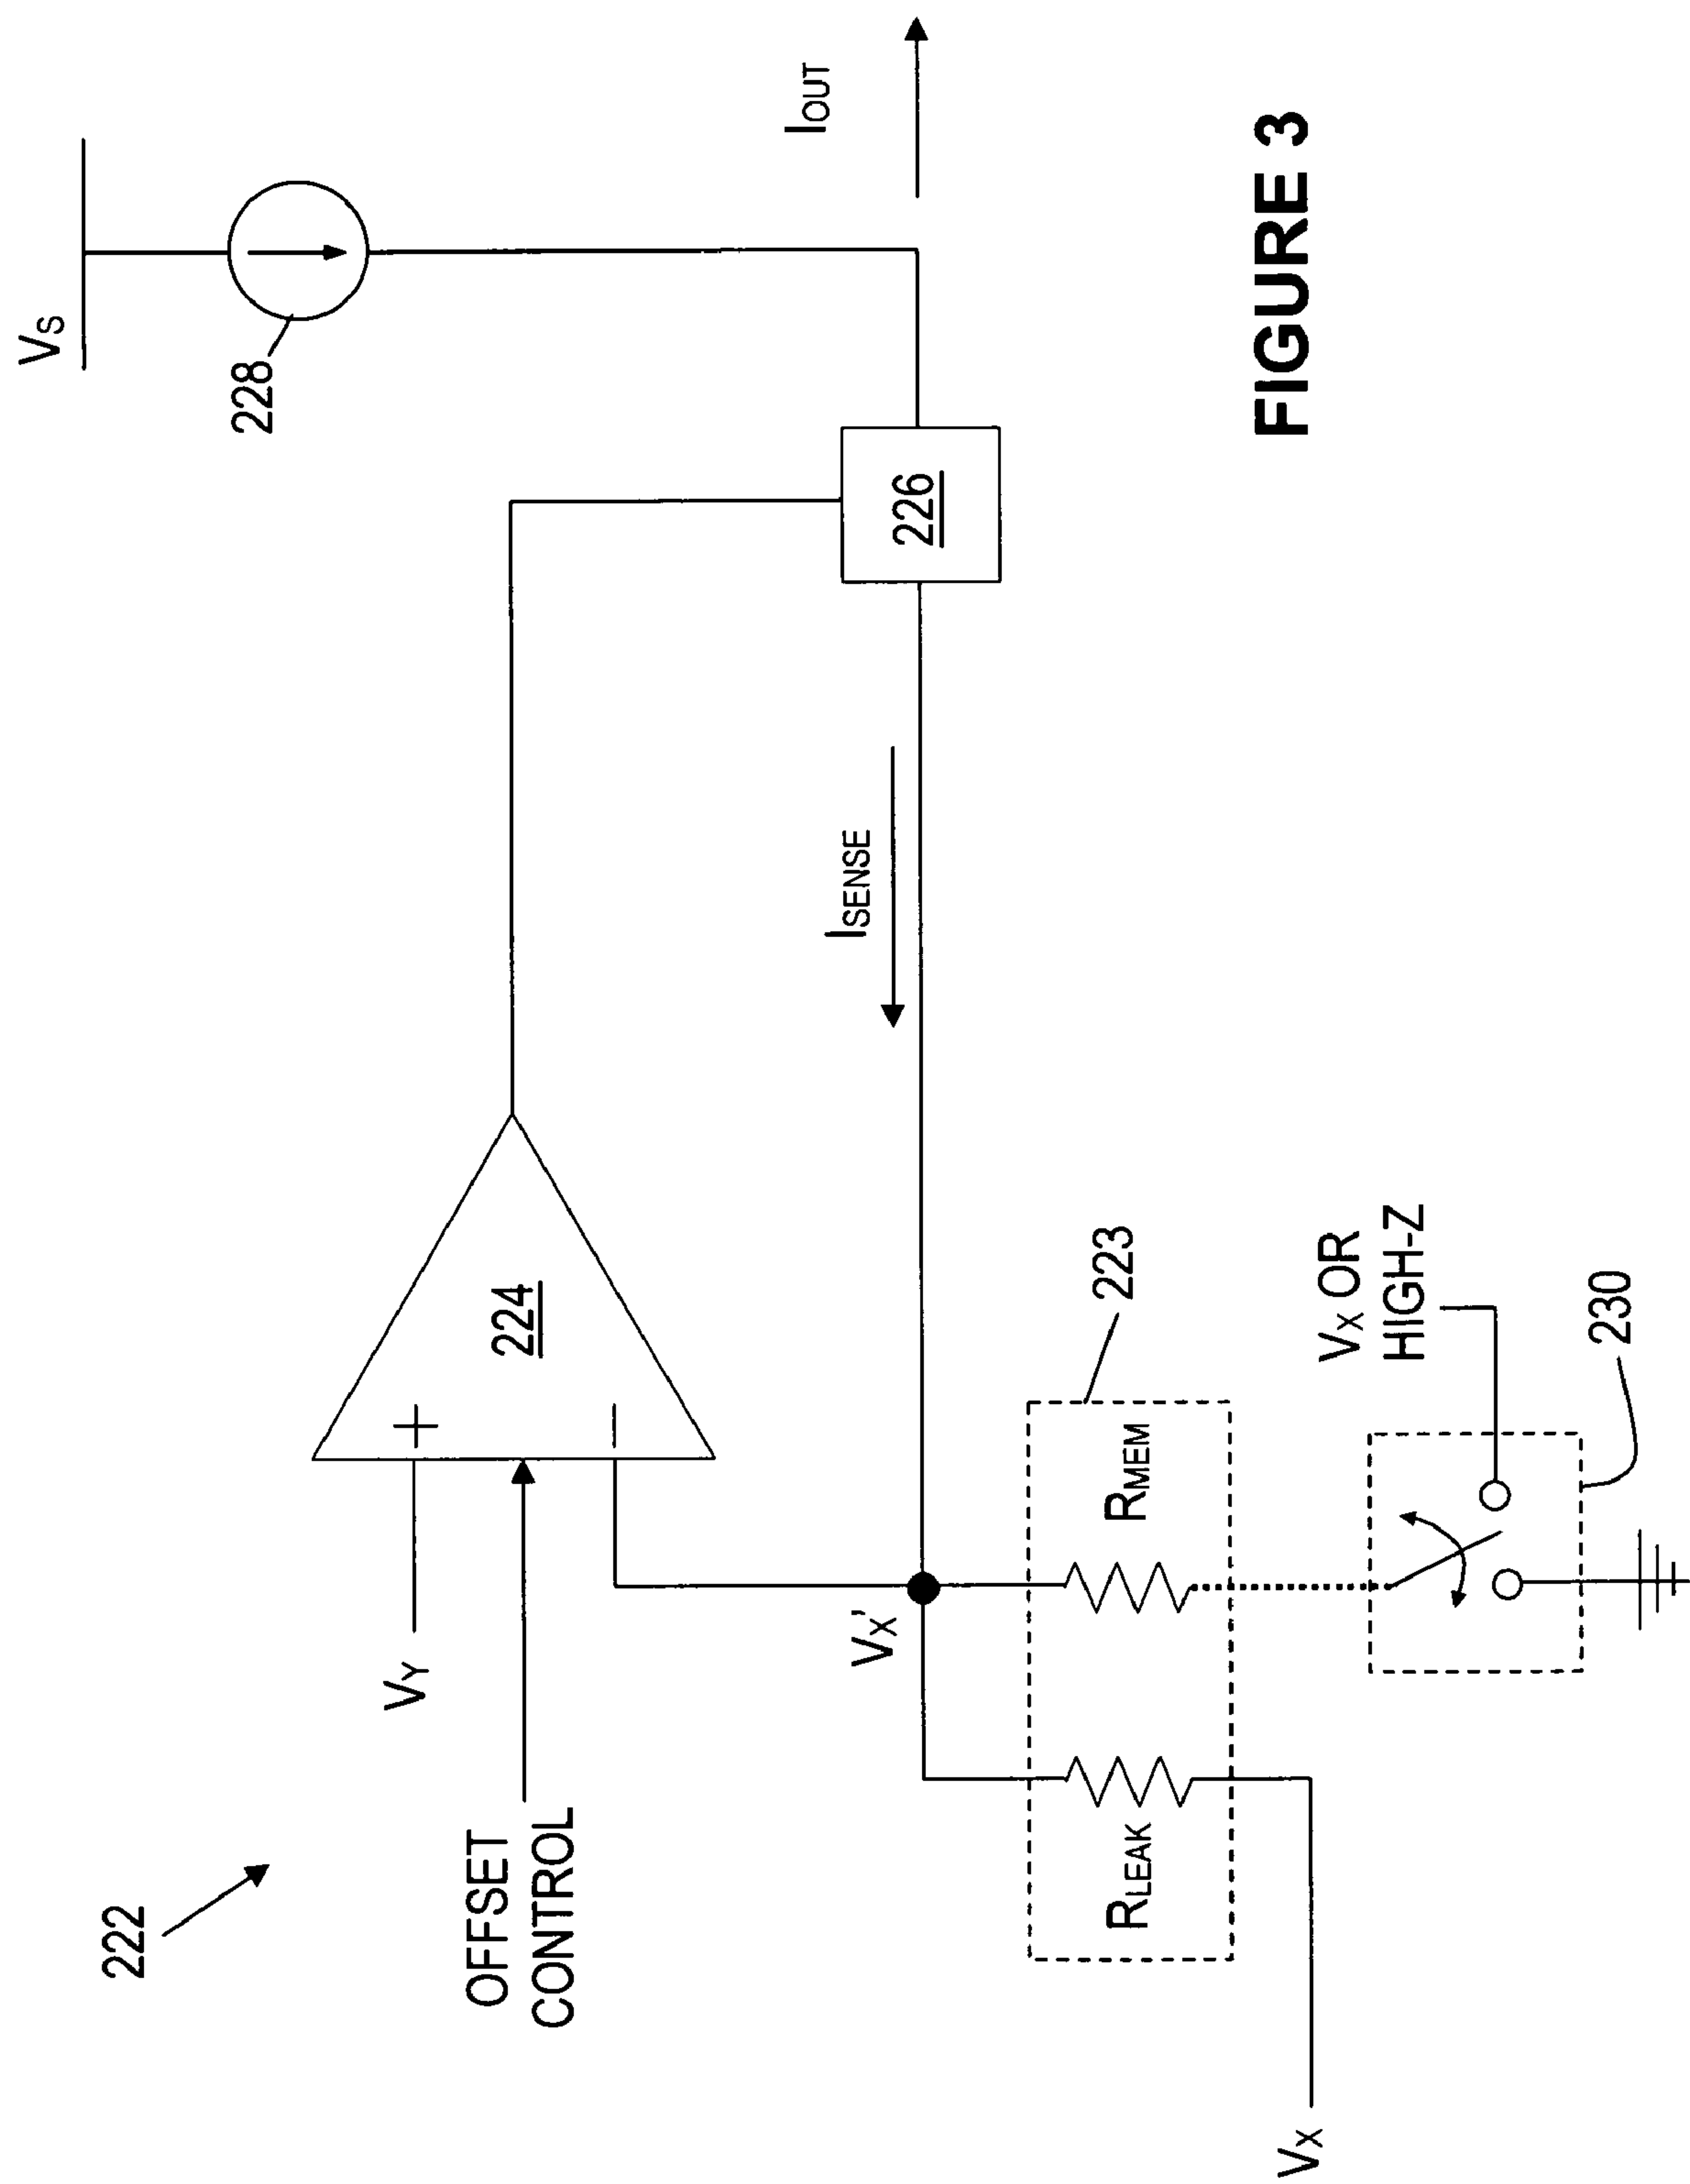 222
OFFSET
CONTROL
VY
+
−
224
VS
228
IOUT
226
ISENSE
VX'
RLEAK
RMEM
223
VX
VX OR
HIGH-Z
230
FIGURE 3